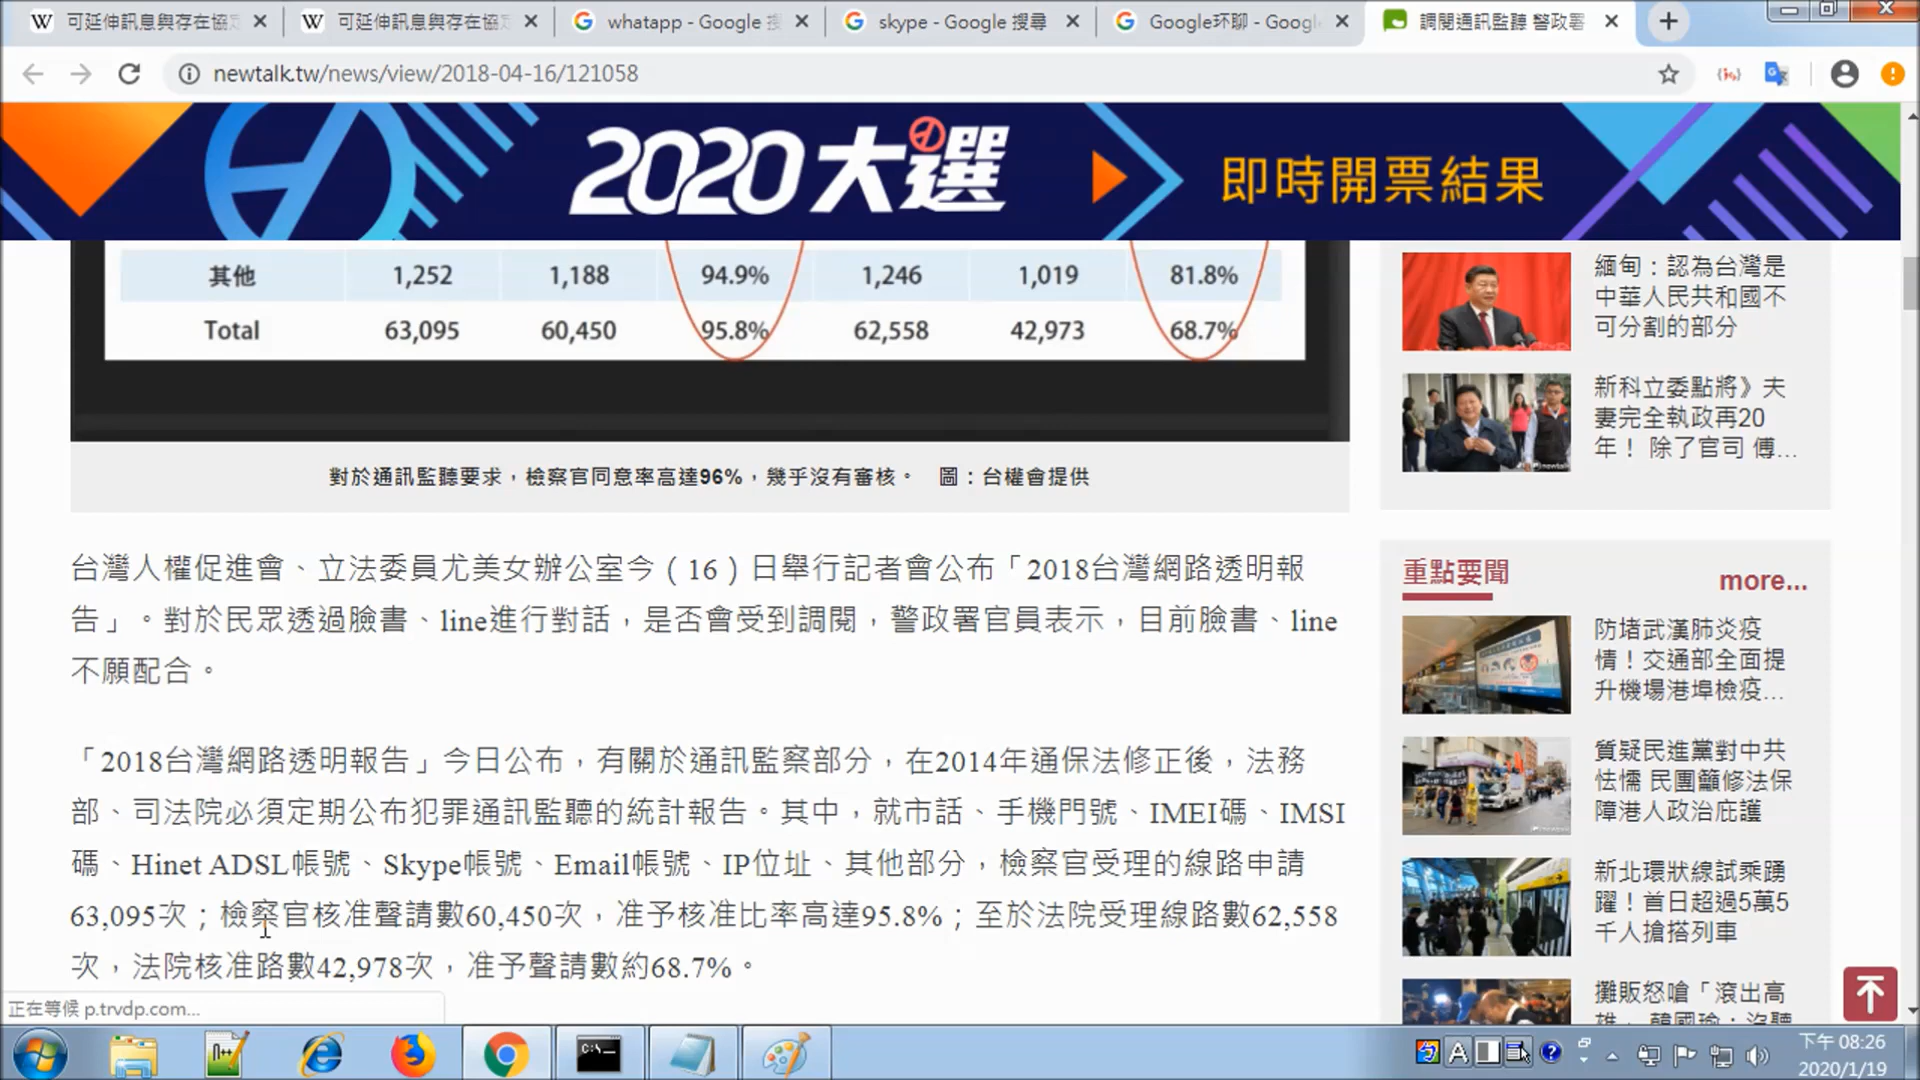 可延伸訊息與存在協定
可延伸訊息與存在協定
whatapp - Google 搜
skype - Google 搜尋
Google环聊 - Google
調閱通訊監聽 警政署
newtalk.tw/news/view/2018-04-16/121058
2020大選
即時開票結果
其他 1,252 1,188 94.9% 1,246 1,019 81.8%
Total 63,095 60,450 95.8% 62,558 42,973 68.7%
對於通訊監聽要求，檢察官同意率高達96%，幾乎沒有審核。 圖：台權會提供
台灣人權促進會、立法委員尤美女辦公室今（16）日舉行記者會公布「2018台灣網路透明報
告」。對於民眾透過臉書、line進行對話，是否會受到調閱，警政署官員表示，目前臉書、line
不願配合。
「2018台灣網路透明報告」今日公布，有關於通訊監察部分，在2014年通保法修正後，法務
部、司法院必須定期公布犯罪通訊監聽的統計報告。其中，就市話、手機門號、IMEI碼、IMSI
碼、Hinet ADSL帳號、Skype帳號、Email帳號、IP位址、其他部分，檢察官受理的線路申請
63,095次；檢察官核准聲請數60,450次，准予核准比率高達95.8%；至於法院受理線路數62,558
次，法院核准路數42,978次，准予聲請數約68.7%。
緬甸：認為台灣是
中華人民共和國不
可分割的部分
新科立委點將》夫
妻完全執政再20
年！ 除了官司 傅...
重點要聞
more...
防堵武漢肺炎疫
情！交通部全面提
升機場港埠檢疫...
質疑民進黨對中共
怯懦 民團籲修法保
障港人政治庇護
新北環狀線試乘踴
躍！首日超過5萬5
千人搶搭列車
攤販怒嗆「滾出高
雄」 韓國瑜：沒聽
正在等候 p.trvdp.com...
下午 08:26
2020/1/19